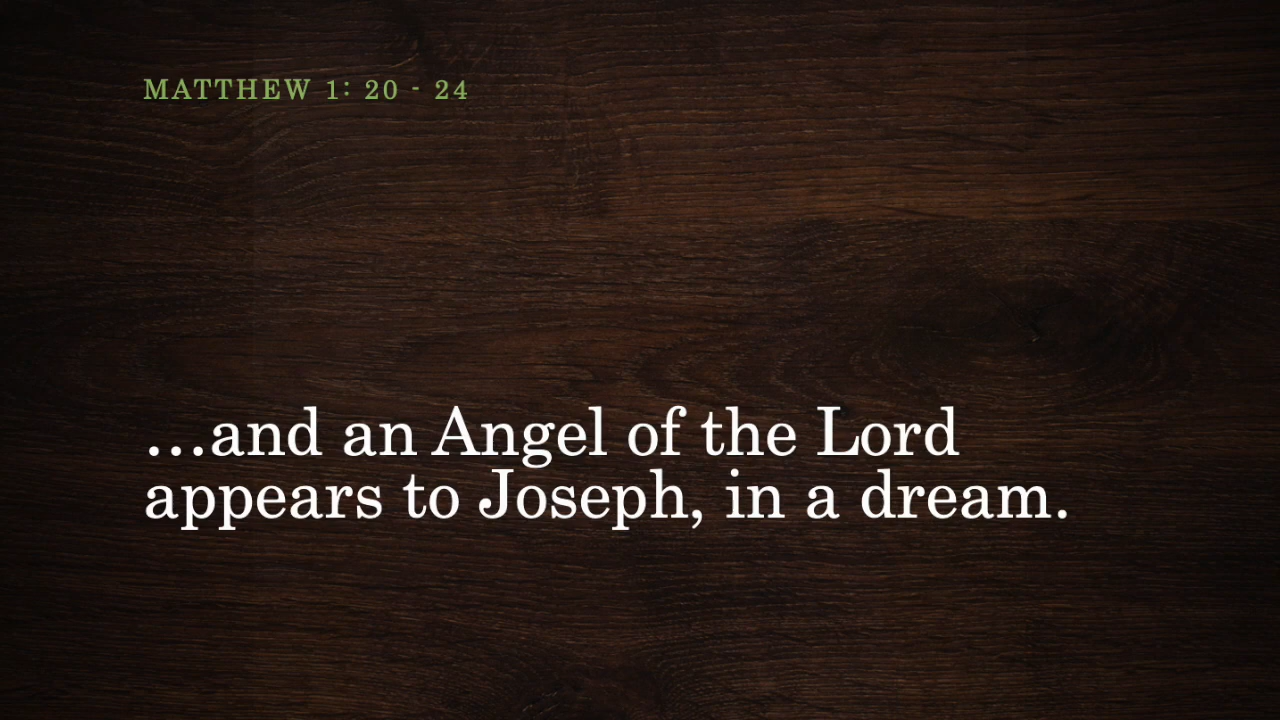 MATTHEW 1: 20 - 24
…and an Angel of the Lord
appears to Joseph, in a dream.